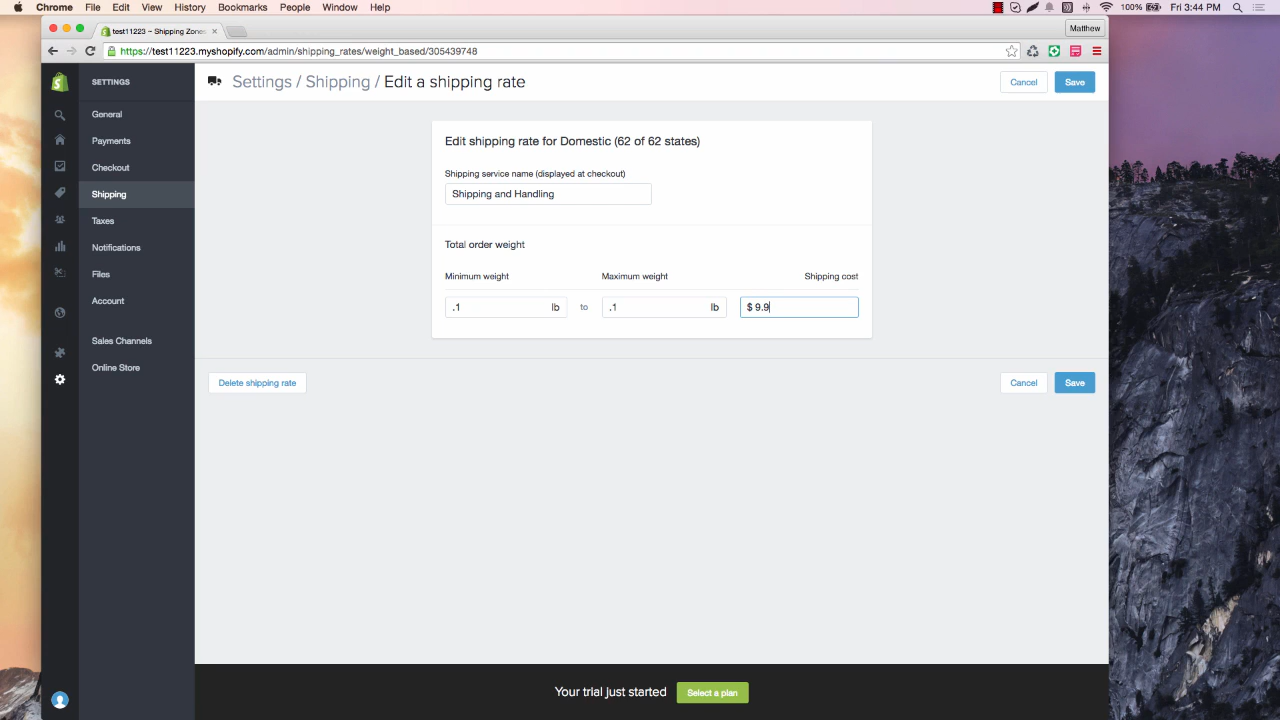 Chrome File Edit View History Bookmarks People Window Help 100% Fri 3:44 PM
test11223 ~ Shipping Zones × Matthew
https://test11223.myshopify.com/admin/shipping_rates/weight_based/305439748
SETTINGS
Settings / Shipping / Edit a shipping rate
Cancel
Save
General
Payments
Checkout
Shipping
Taxes
Notifications
Files
Account
Sales Channels
Online Store
Edit shipping rate for Domestic (62 of 62 states)
Shipping service name (displayed at checkout)
Shipping and Handling
Total order weight
Minimum weight Maximum weight Shipping cost
.1 lb to .1 lb $ 9.9
Delete shipping rate Cancel Save
Your trial just started Select a plan